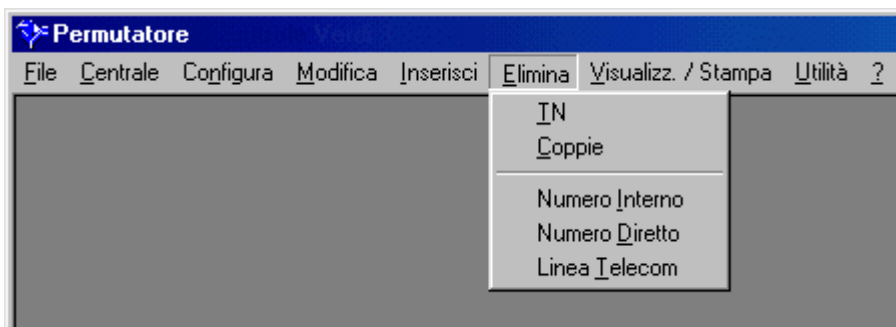 Permutatore
File Centrale Configura Modifica Inserisci Elimina Visualizz. / Stampa Utilità ?
TN
Coppie
Numero Interno
Numero Diretto
Linea Telecom